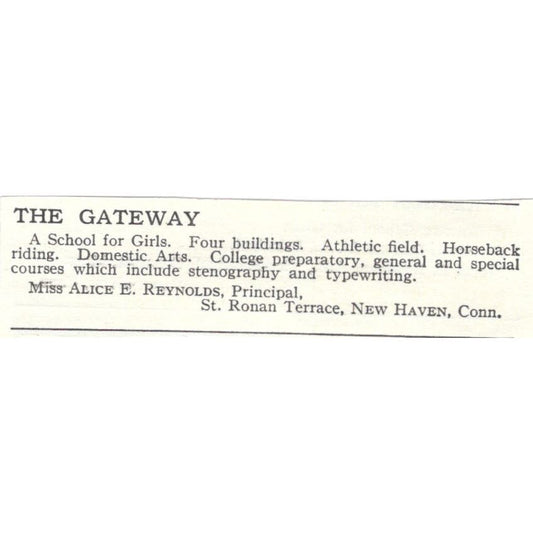 THE GATEWAY
A School for Girls. Four buildings. Athletic field. Horseback
riding. Domestic Arts. College preparatory, general and special
courses which include stenography and typewriting.
Miss ALICE E. REYNOLDS, Principal,
St. Ronan Terrace, NEW HAVEN, Conn.